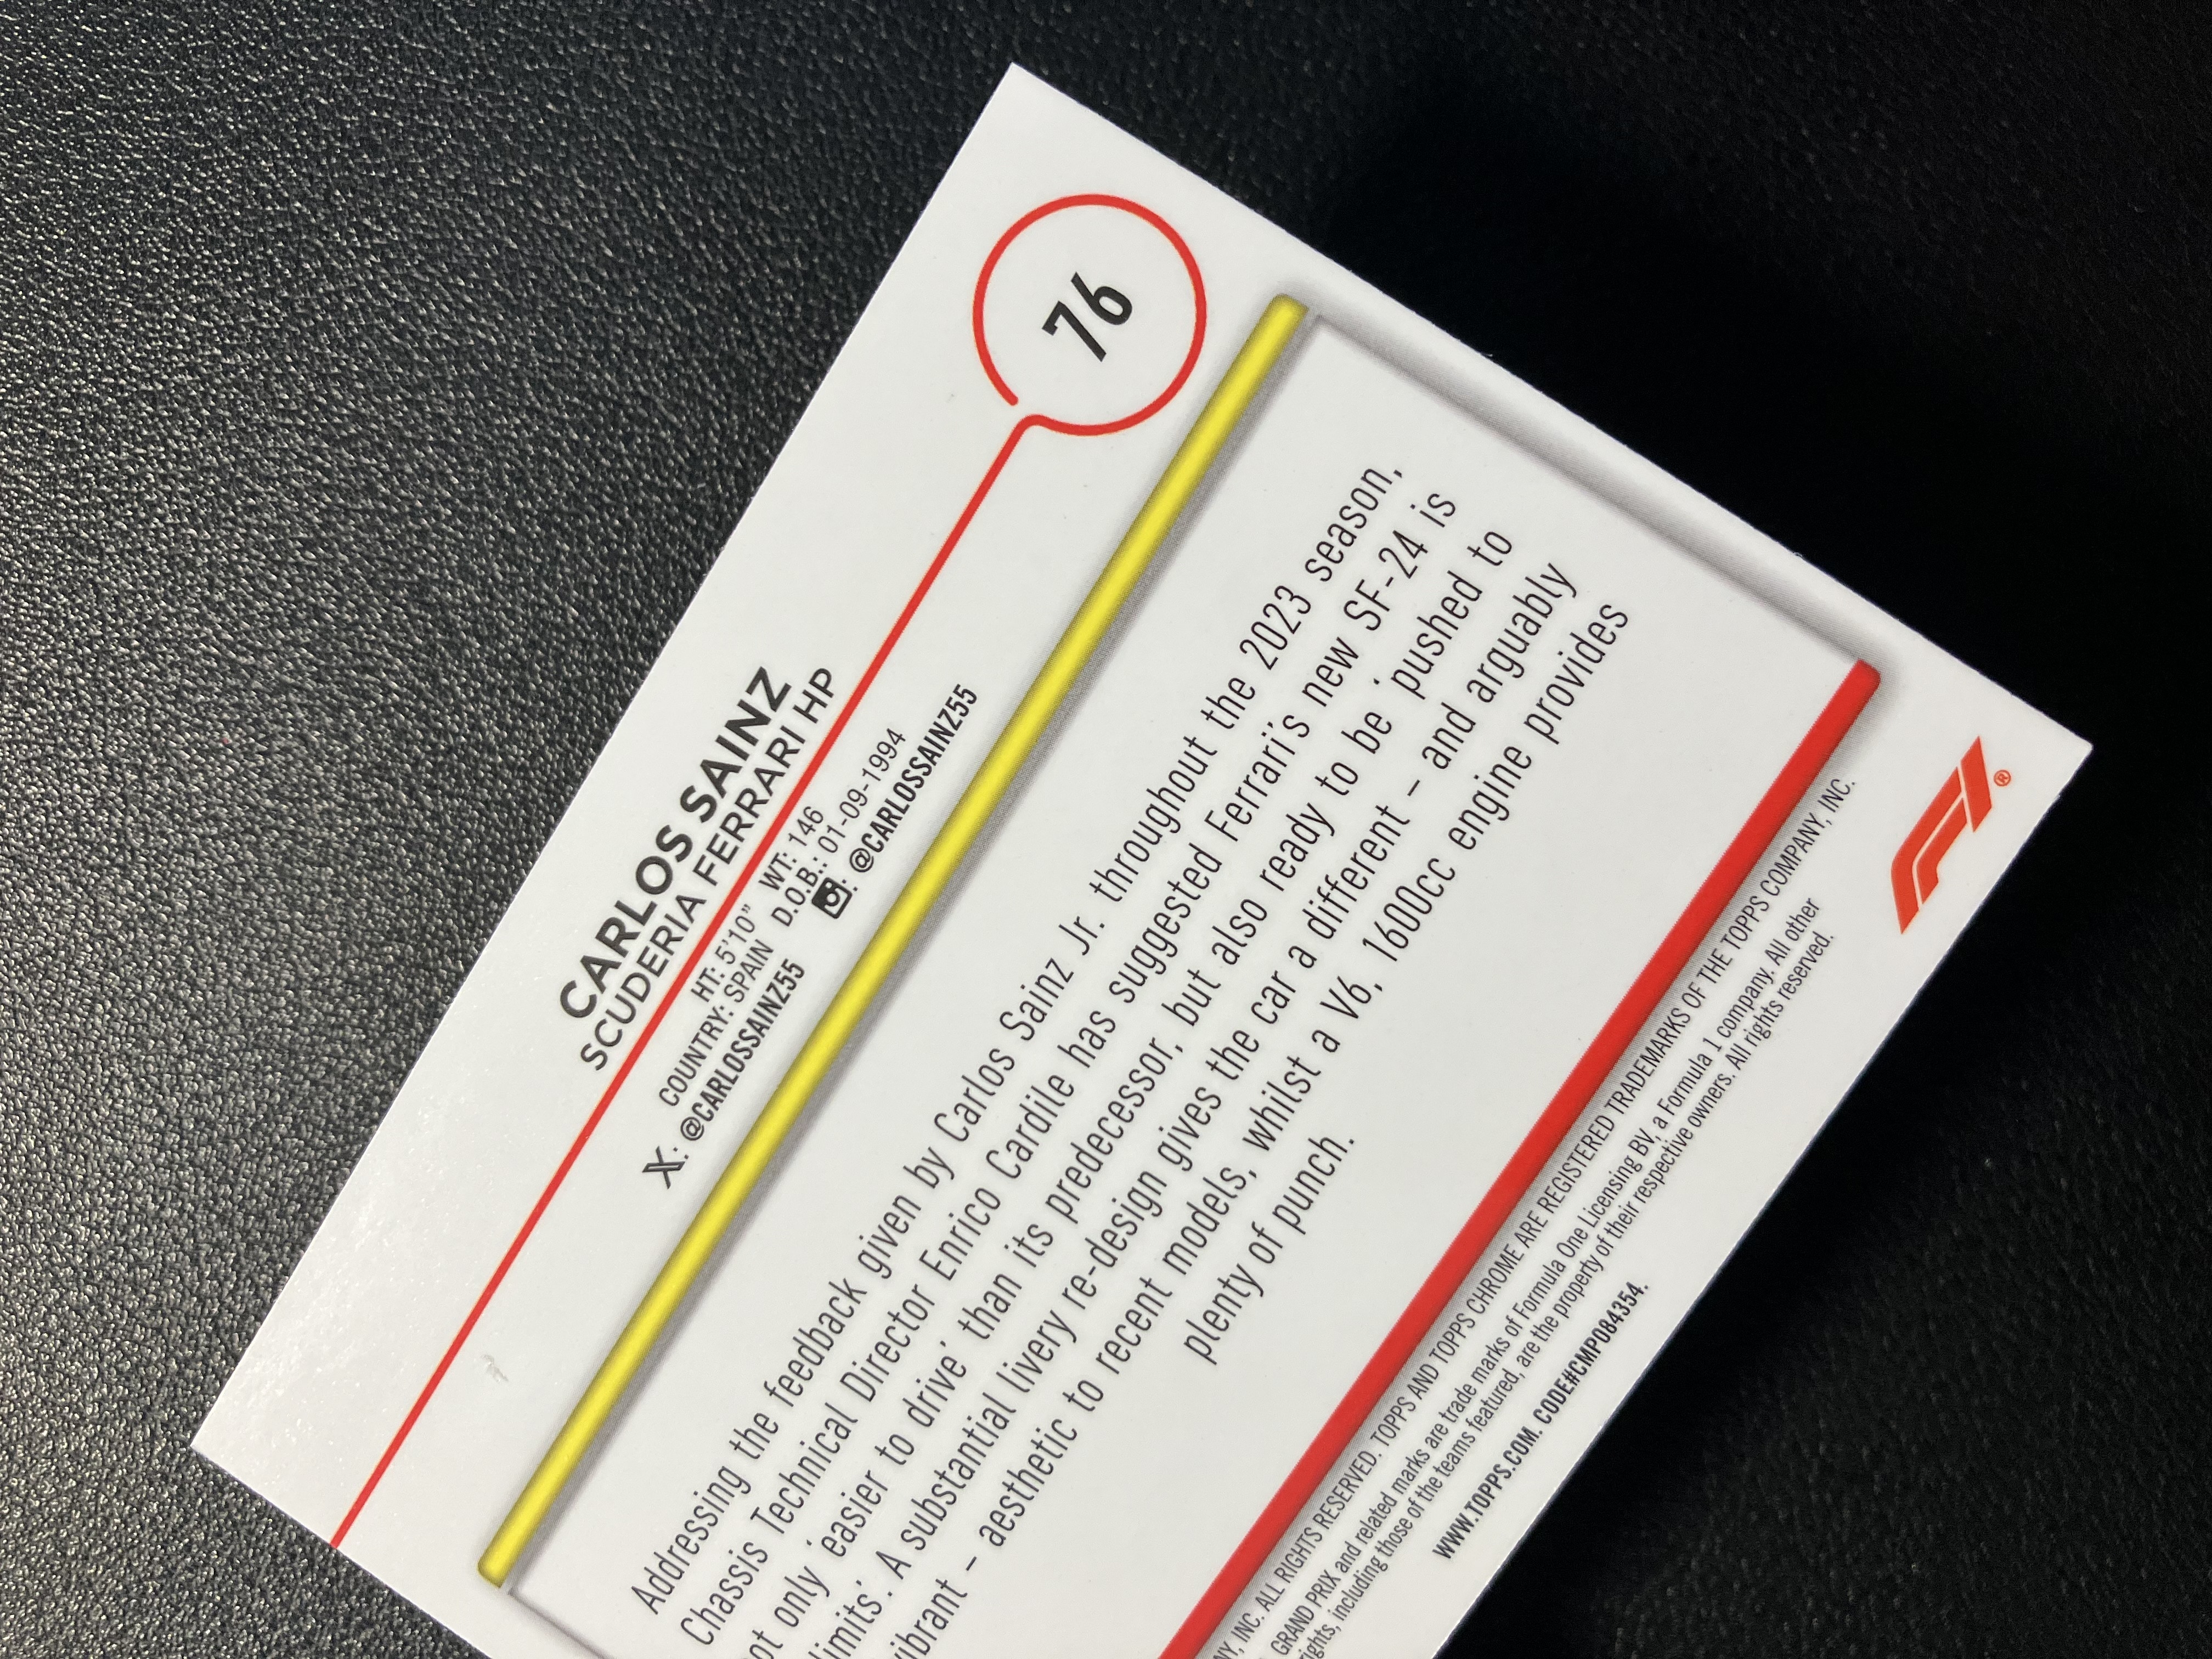 76
CARLOS SAINZ
SCUDERIA FERRARI HP
HT: 5'10" WT: 146
COUNTRY: SPAIN D.O.B.: 01-09-1994
X: @CARLOSSAINZ55 : @CARLOSSAINZ55
Addressing the feedback given by Carlos Sainz Jr. throughout the 2023 season,
Chassis Technical Director Enrico Cardile has suggested Ferrari's new SF-24 is
only 'easier to drive' than its predecessor, but also ready to be 'pushed to
limits'. A substantial livery re-design gives the car a different – and arguably
vibrant – aesthetic to recent models, whilst a V6, 1600cc engine provides
plenty of punch.
INC. ALL RIGHTS RESERVED. TOPPS AND TOPPS CHROME ARE REGISTERED TRADEMARKS OF THE TOPPS COMPANY, INC.
GRAND PRIX and related marks are trade marks of Formula One Licensing BV, a Formula 1 company. All other
rights, including those of the teams featured, are the property of their respective owners. All rights reserved.
WWW.TOPPS.COM. CODE#CMP084354.
F1®